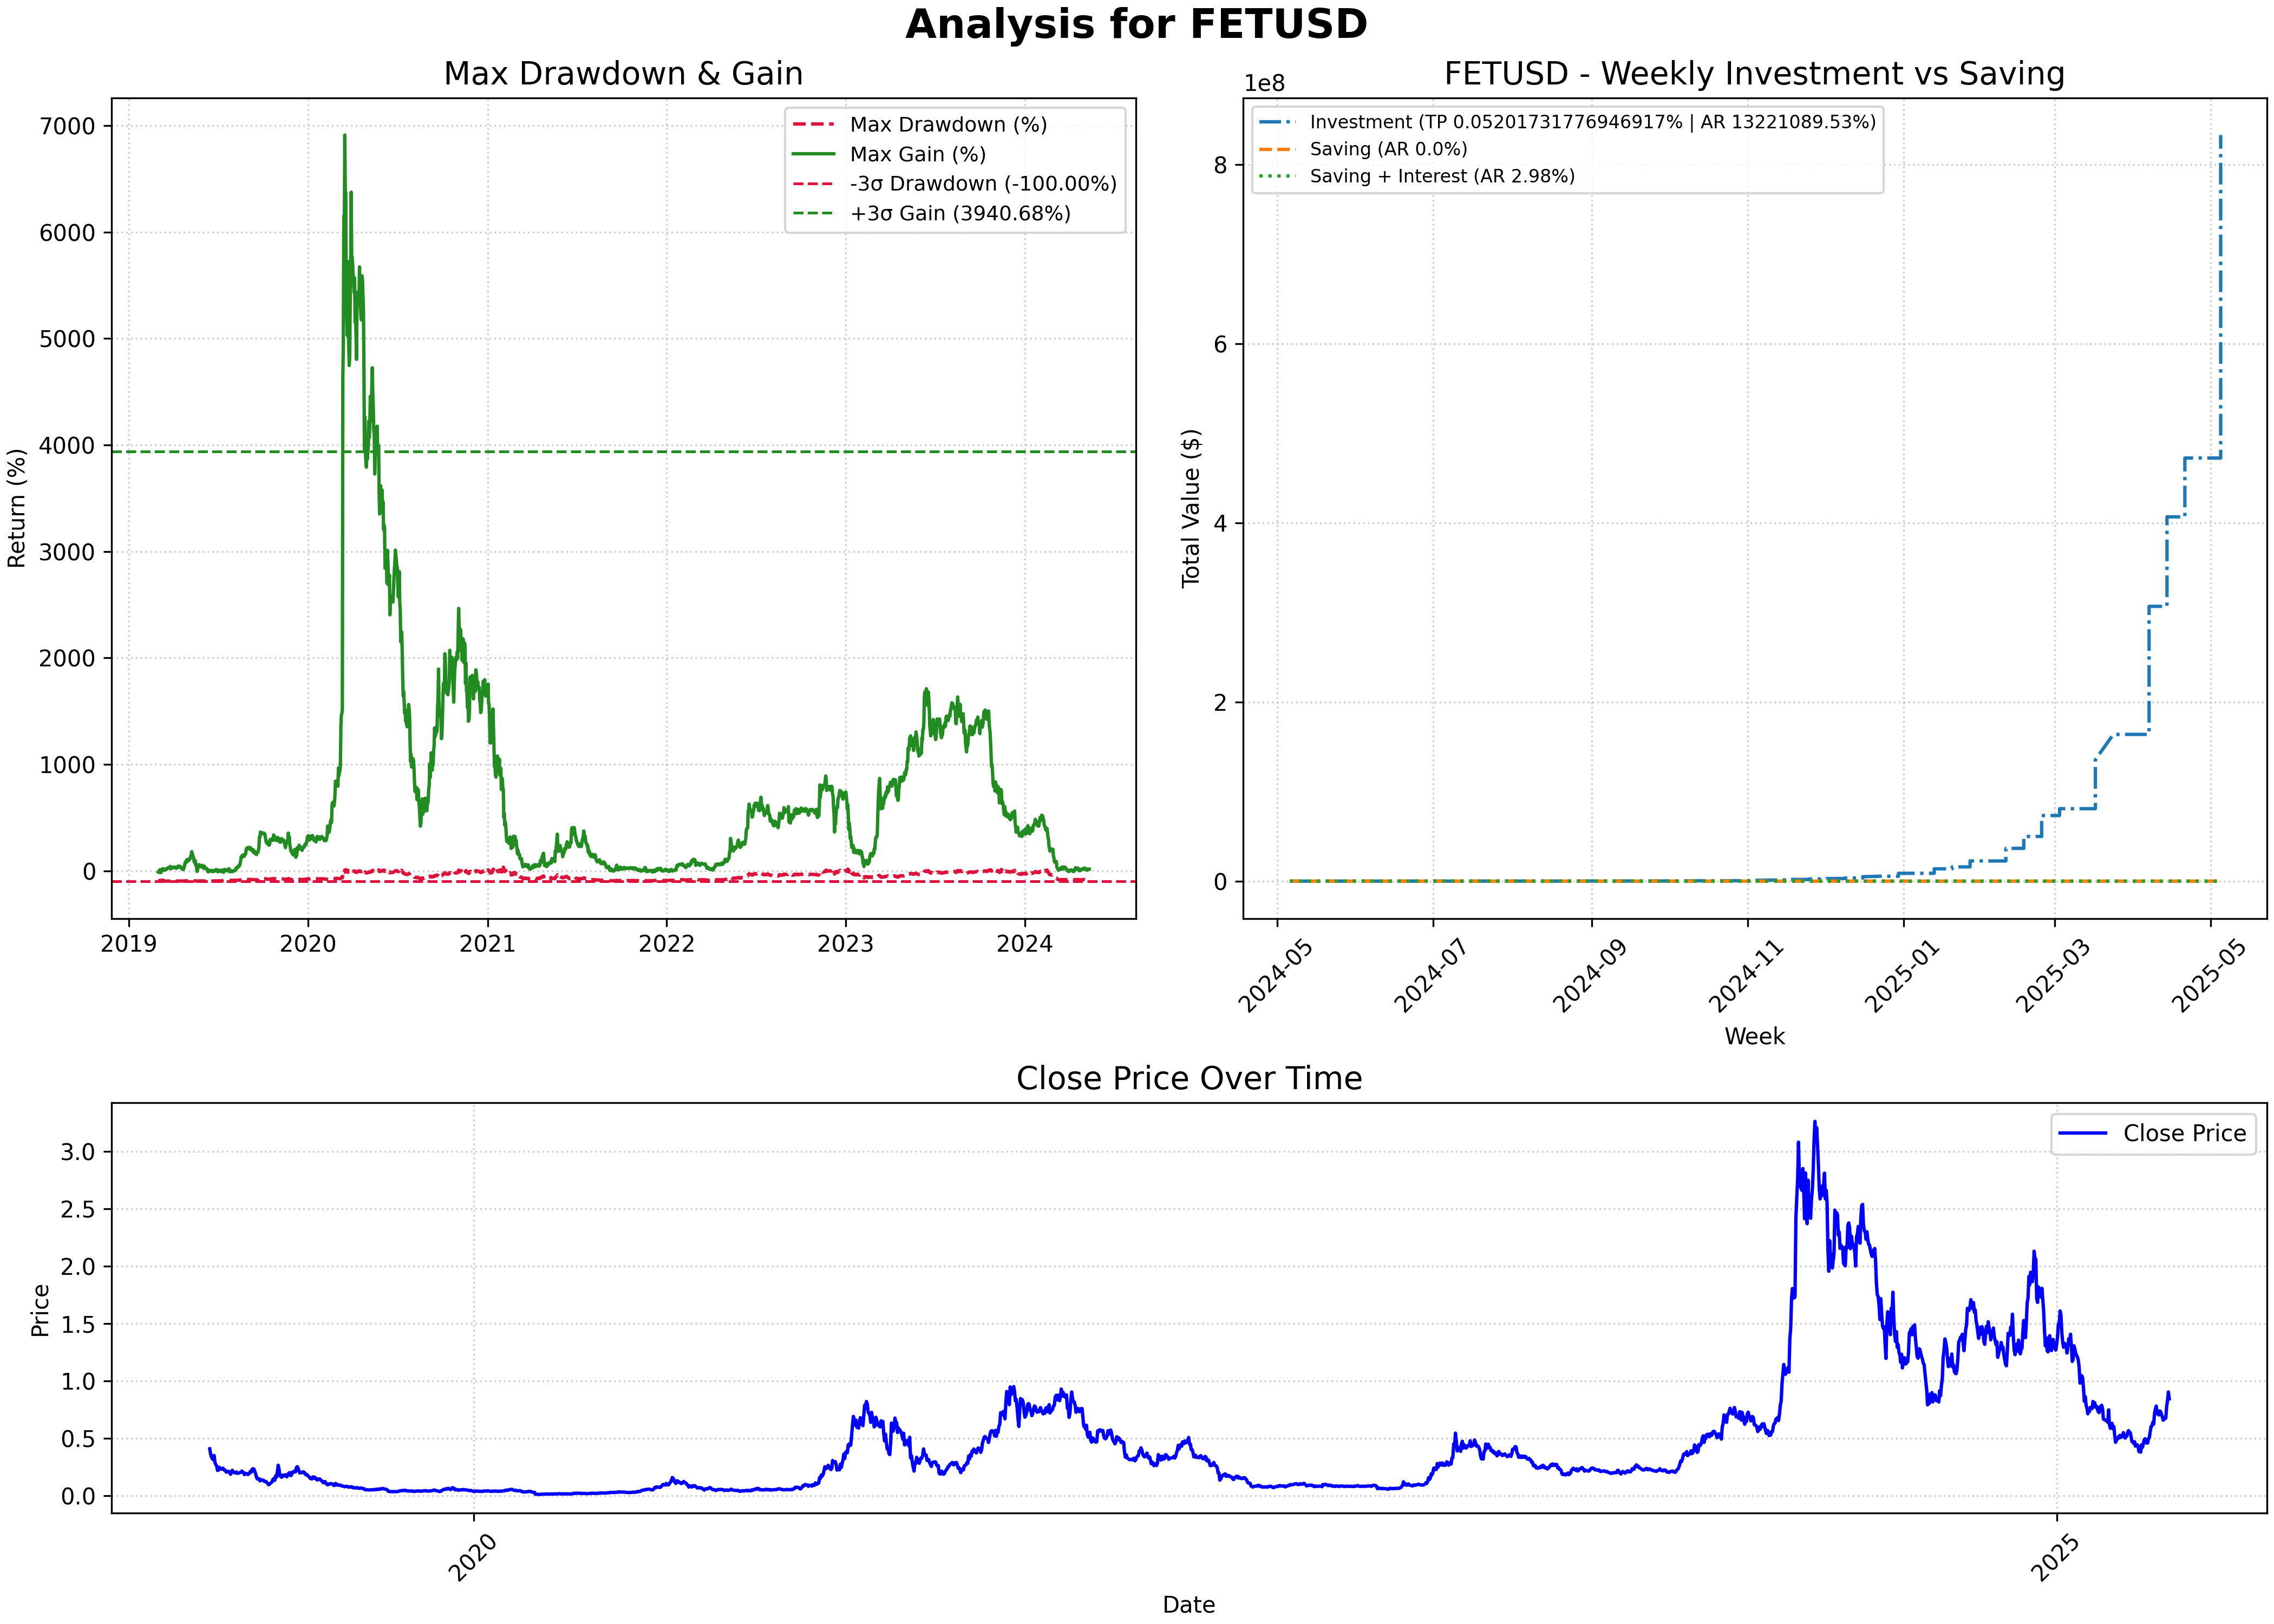 Analysis for FETUSD
Max Drawdown & Gain
Return (%)
7000
6000
5000
4000
3000
2000
1000
0
2019
2020
2021
2022
2023
2024
Max Drawdown (%)
Max Gain (%)
-3σ Drawdown (-100.00%)
+3σ Gain (3940.68%)
FETUSD - Weekly Investment vs Saving
1e8
Total Value ($)
8
6
4
2
0
Investment (TP 0.05201731776946917% | AR 13221089.53%)
Saving (AR 0.0%)
Saving + Interest (AR 2.98%)
2024-05
2024-07
2024-09
2024-11
2025-01
2025-03
2025-05
Week
Close Price Over Time
Price
3.0
2.5
2.0
1.5
1.0
0.5
0.0
Close Price
2020
2025
Date